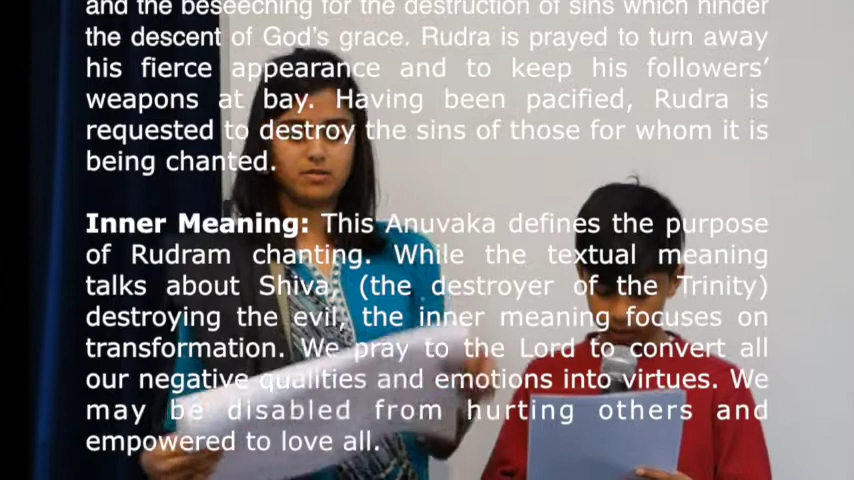 and the beseeching for the destruction of sins which hinder
the descent of God's grace. Rudra is prayed to turn away
his fierce appearance and to keep his followers'
weapons at bay. Having been pacified, Rudra is
requested to destroy the sins of those for whom it is
being chanted.
Inner Meaning: This Anuvaka defines the purpose
of Rudram chanting. While the textual meaning
talks about Shiva, (the destroyer of the Trinity)
destroying the evil, the inner meaning focuses on
transformation. We pray to the Lord to convert all
our negative qualities and emotions into virtues. We
may be disabled from hurting others and
empowered to love all.